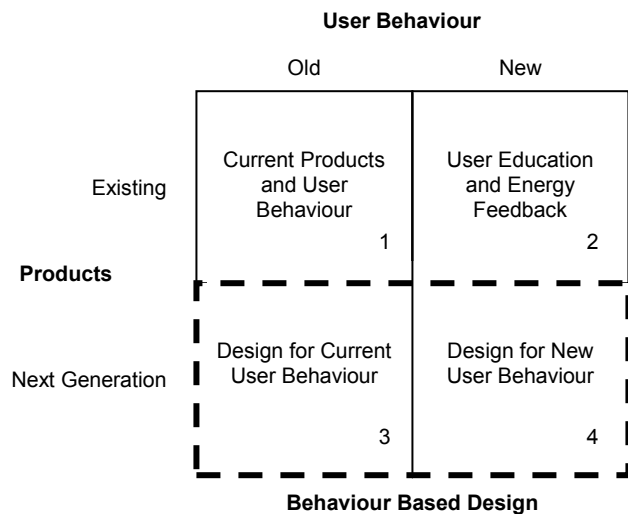 User Behaviour
Old New
Current Products and User Behaviour
1
User Education and Energy Feedback
2
Existing
Products
Design for Current User Behaviour
3
Design for New User Behaviour
4
Next Generation
Behaviour Based Design